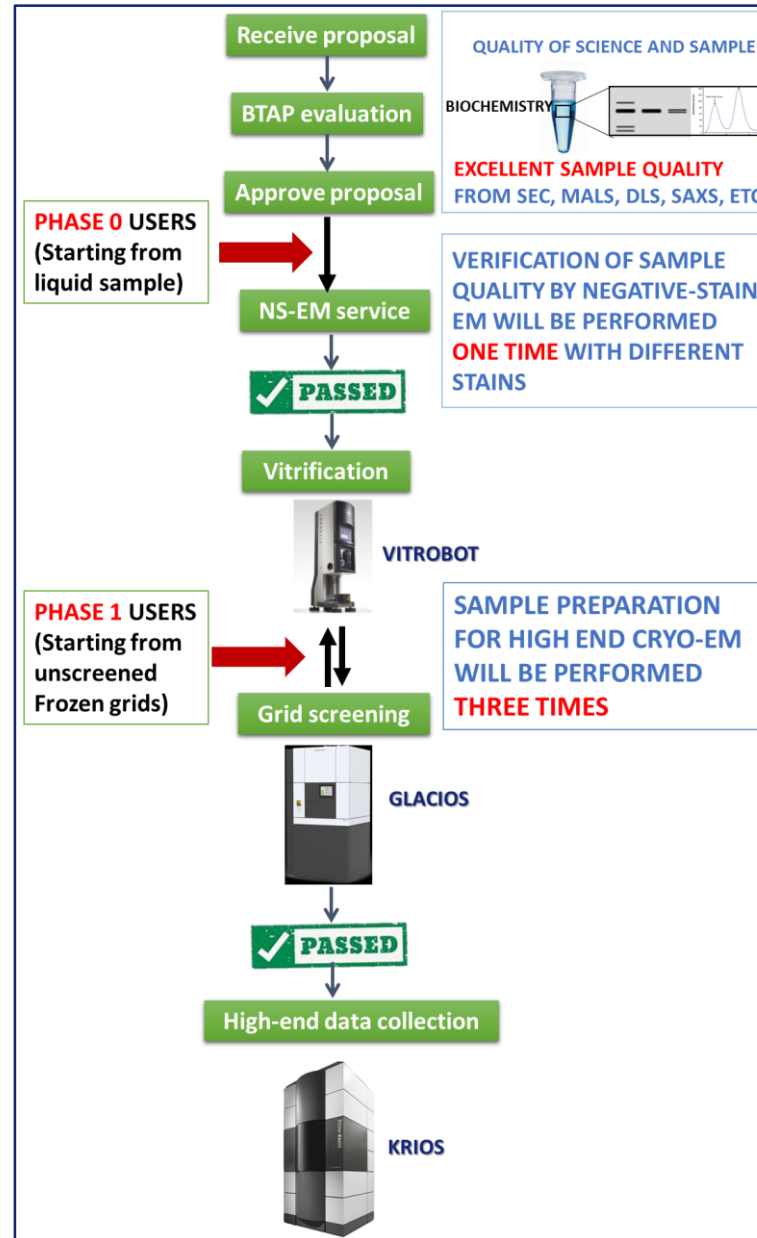 Receive proposal
QUALITY OF SCIENCE AND SAMPLE
BTAP evaluation
BIOCHEMISTRY
EXCELLENT SAMPLE QUALITY
FROM SEC, MALS, DLS, SAXS, ETC
Approve proposal
PHASE 0 USERS
(Starting from
liquid sample)
VERIFICATION OF SAMPLE
QUALITY BY NEGATIVE-STAIN
EM WILL BE PERFORMED
ONE TIME WITH DIFFERENT
STAINS
NS-EM service
PASSED
Vitrification
VITROBOT
PHASE 1 USERS
(Starting from
unscreened
Frozen grids)
SAMPLE PREPARATION
FOR HIGH END CRYO-EM
WILL BE PERFORMED
THREE TIMES
Grid screening
GLACIOS
PASSED
High-end data collection
KRIOS